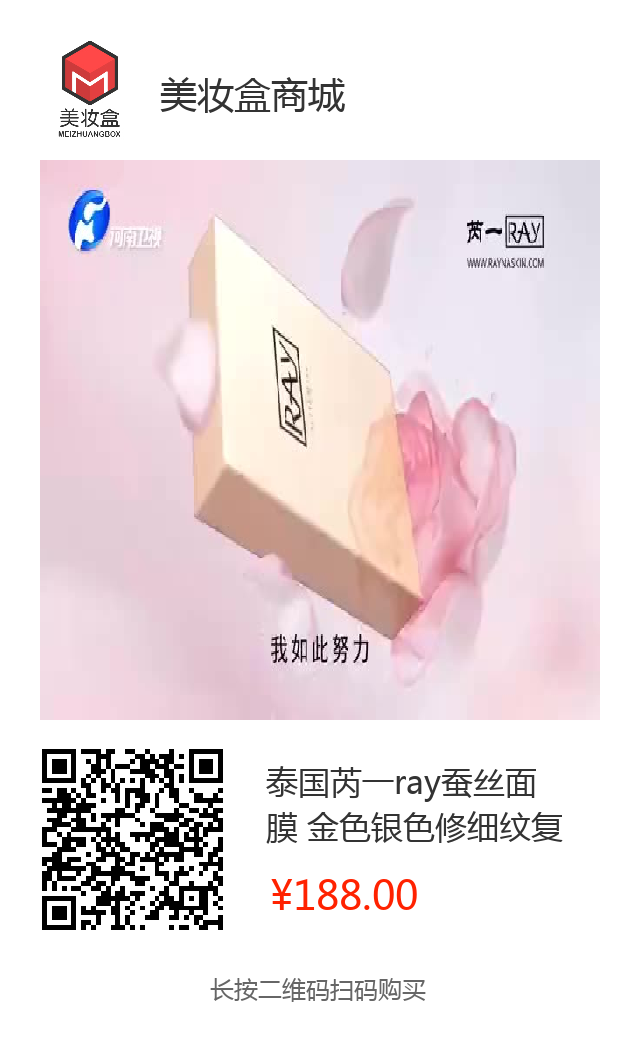 美妆盒
MEIZHUANGBOX
美妆盒商城
河南卫视
芮一RAY
WWW.RAYVASKIN.COM
RAY
我如此努力
泰国芮一ray蚕丝面
膜 金色银色修细纹复
¥188.00
长按二维码扫码购买